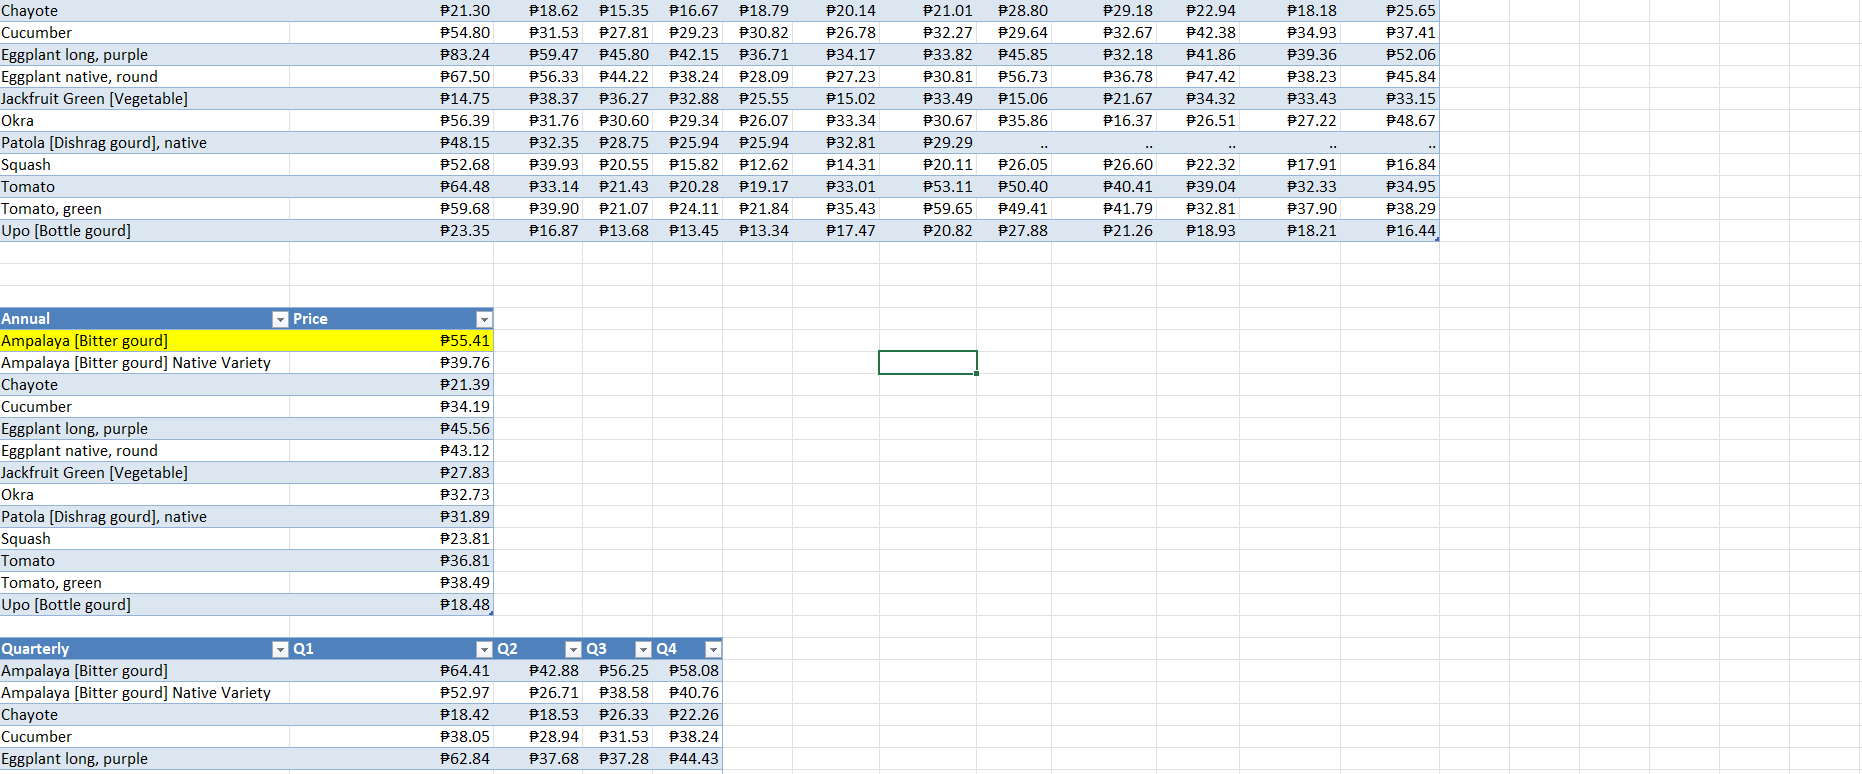 Chayote ₱21.30 ₱18.62 ₱15.35 ₱16.67 ₱18.79 ₱20.14 ₱21.01 ₱28.80 ₱29.18 ₱22.94 ₱18.18 ₱25.65
Cucumber ₱54.80 ₱31.53 ₱27.81 ₱29.23 ₱30.82 ₱26.78 ₱32.27 ₱29.64 ₱32.67 ₱42.38 ₱34.93 ₱37.41
Eggplant long, purple ₱83.24 ₱59.47 ₱45.80 ₱42.15 ₱36.71 ₱34.17 ₱33.82 ₱45.85 ₱32.18 ₱41.86 ₱39.36 ₱52.06
Eggplant native, round ₱67.50 ₱56.33 ₱44.22 ₱38.24 ₱28.09 ₱27.23 ₱30.81 ₱56.73 ₱36.78 ₱47.42 ₱38.23 ₱45.84
Jackfruit Green [Vegetable] ₱14.75 ₱38.37 ₱36.27 ₱32.88 ₱25.55 ₱15.02 ₱33.49 ₱15.06 ₱21.67 ₱34.32 ₱33.43 ₱33.15
Okra ₱56.39 ₱31.76 ₱30.60 ₱29.34 ₱26.07 ₱33.34 ₱30.67 ₱35.86 ₱16.37 ₱26.51 ₱27.22 ₱48.67
Patola [Dishrag gourd], native ₱48.15 ₱32.35 ₱28.75 ₱25.94 ₱25.94 ₱32.81 ₱29.29 .. .. .. .. ..
Squash ₱52.68 ₱39.93 ₱20.55 ₱15.82 ₱12.62 ₱14.31 ₱20.11 ₱26.05 ₱26.60 ₱22.32 ₱17.91 ₱16.84
Tomato ₱64.48 ₱33.14 ₱21.43 ₱20.28 ₱19.17 ₱33.01 ₱53.11 ₱50.40 ₱40.41 ₱39.04 ₱32.33 ₱34.95
Tomato, green ₱59.68 ₱39.90 ₱21.07 ₱24.11 ₱21.84 ₱35.43 ₱59.65 ₱49.41 ₱41.79 ₱32.81 ₱37.90 ₱38.29
Upo [Bottle gourd] ₱23.35 ₱16.87 ₱13.68 ₱13.45 ₱13.34 ₱17.47 ₱20.82 ₱27.88 ₱21.26 ₱18.93 ₱18.21 ₱16.44
Annual Price
Ampalaya [Bitter gourd] ₱55.41
Ampalaya [Bitter gourd] Native Variety ₱39.76
Chayote ₱21.39
Cucumber ₱34.19
Eggplant long, purple ₱45.56
Eggplant native, round ₱43.12
Jackfruit Green [Vegetable] ₱27.83
Okra ₱32.73
Patola [Dishrag gourd], native ₱31.89
Squash ₱23.81
Tomato ₱36.81
Tomato, green ₱38.49
Upo [Bottle gourd] ₱18.48
Quarterly Q1 Q2 Q3 Q4
Ampalaya [Bitter gourd] ₱64.41 ₱42.88 ₱56.25 ₱58.08
Ampalaya [Bitter gourd] Native Variety ₱52.97 ₱26.71 ₱38.58 ₱40.76
Chayote ₱18.42 ₱18.53 ₱26.33 ₱22.26
Cucumber ₱38.05 ₱28.94 ₱31.53 ₱38.24
Eggplant long, purple ₱62.84 ₱37.68 ₱37.28 ₱44.43